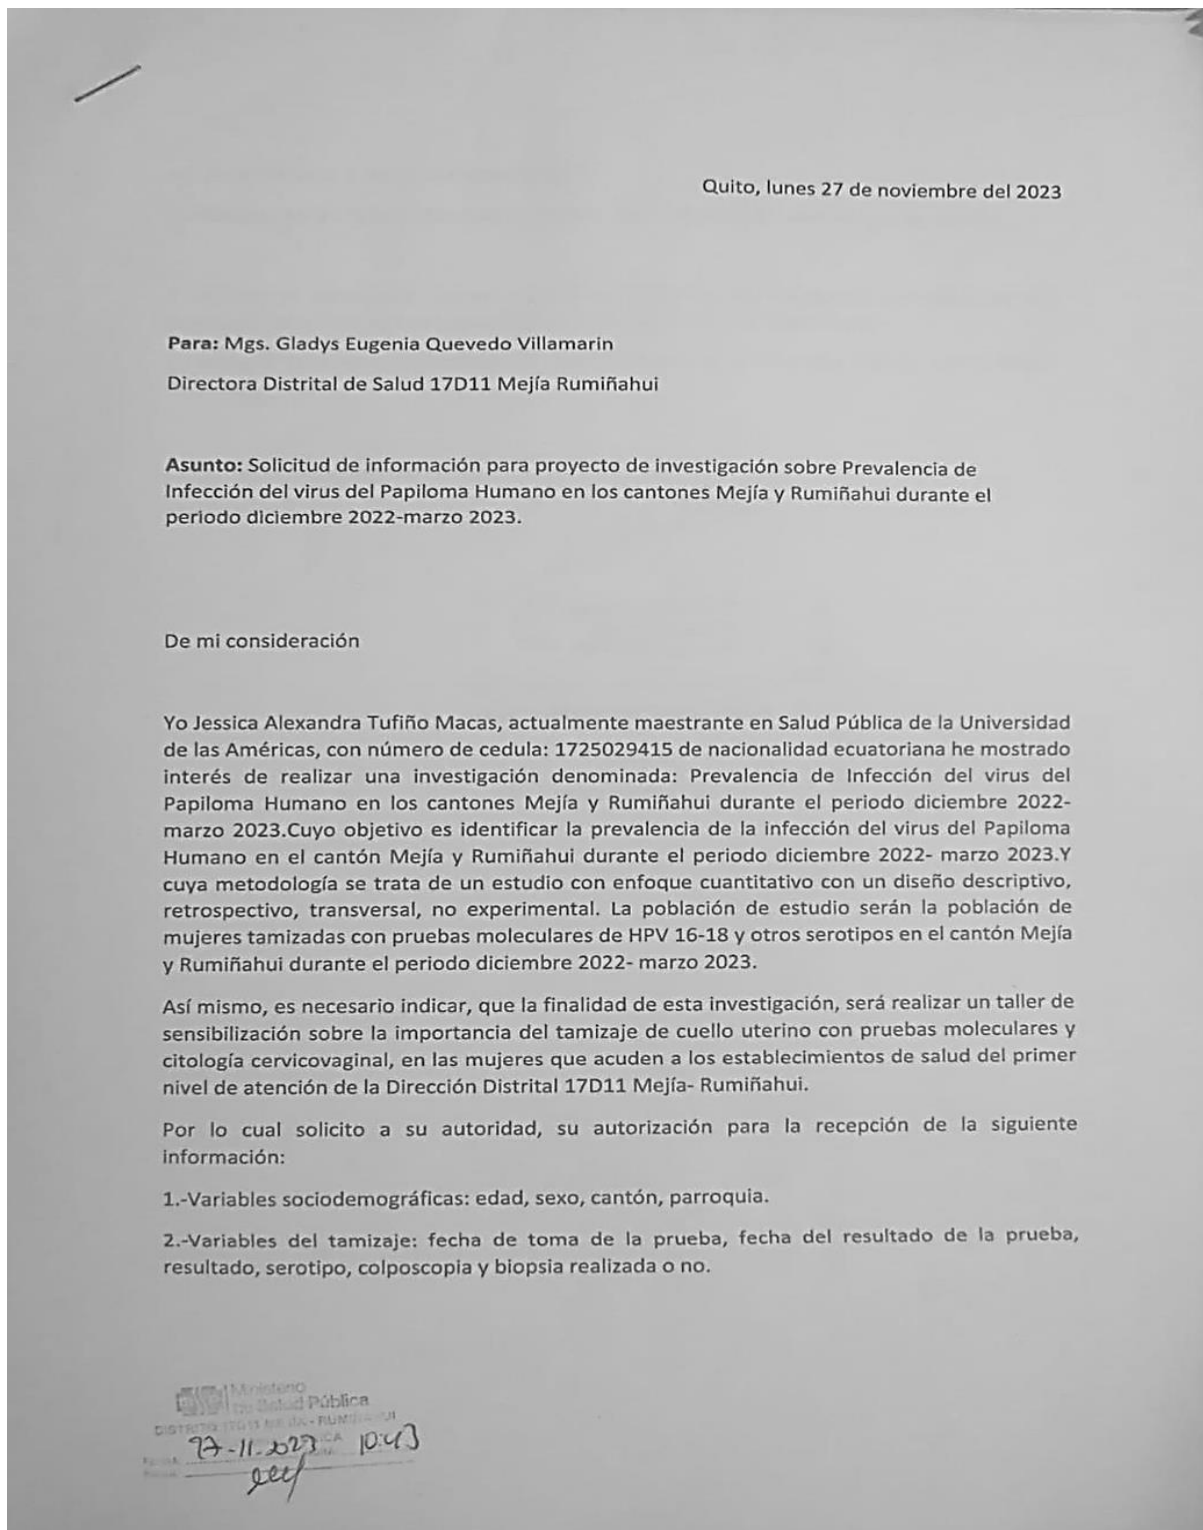 Quito, lunes 27 de noviembre del 2023
Para: Mgs. Gladys Eugenia Quevedo Villamarin
Directora Distrital de Salud 17D11 Mejía Rumiñahui
Asunto: Solicitud de información para proyecto de investigación sobre Prevalencia de
Infección del virus del Papiloma Humano en los cantones Mejía y Rumiñahui durante el
periodo diciembre 2022-marzo 2023.
De mi consideración
Yo Jessica Alexandra Tufiño Macas, actualmente maestrante en Salud Pública de la Universidad
de las Américas, con número de cedula: 1725029415 de nacionalidad ecuatoriana he mostrado
interés de realizar una investigación denominada: Prevalencia de Infección del virus del
Papiloma Humano en los cantones Mejía y Rumiñahui durante el periodo diciembre 2022-
marzo 2023.Cuyo objetivo es identificar la prevalencia de la infección del virus del Papiloma
Humano en el cantón Mejía y Rumiñahui durante el periodo diciembre 2022- marzo 2023.Y
cuya metodología se trata de un estudio con enfoque cuantitativo con un diseño descriptivo,
retrospectivo, transversal, no experimental. La población de estudio serán la población de
mujeres tamizadas con pruebas moleculares de HPV 16-18 y otros serotipos en el cantón Mejía
y Rumiñahui durante el periodo diciembre 2022- marzo 2023.
Así mismo, es necesario indicar, que la finalidad de esta investigación, será realizar un taller de
sensibilización sobre la importancia del tamizaje de cuello uterino con pruebas moleculares y
citología cervicovaginal, en las mujeres que acuden a los establecimientos de salud del primer
nivel de atención de la Dirección Distrital 17D11 Mejía- Rumiñahui.
Por lo cual solicito a su autoridad, su autorización para la recepción de la siguiente
información:
1.-Variables sociodemográficas: edad, sexo, cantón, parroquia.
2.-Variables del tamizaje: fecha de toma de la prueba, fecha del resultado de la prueba,
resultado, serotipo, colposcopia y biopsia realizada o no.
Ministerio
de Salud Pública
27-11-2023 10:43